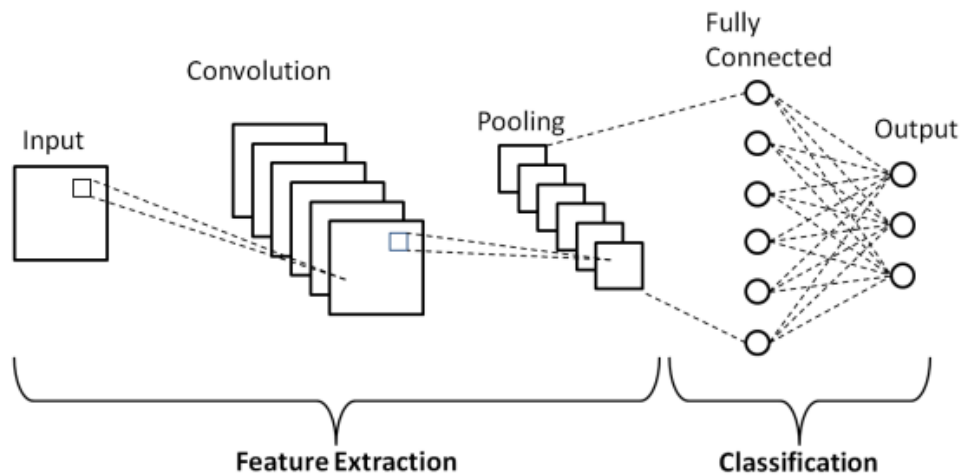 Input
Convolution
Pooling
Fully
Connected
Output
Feature Extraction
Classification